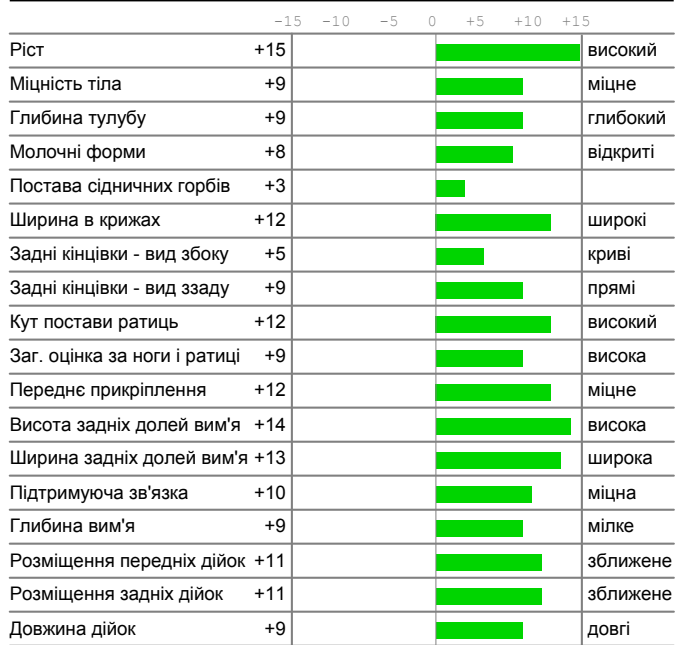 -15 -10 -5 0 +5 +10 +15
Ріст +15 високий
Міцність тіла +9 міцне
Глибина тулубу +9 глибокий
Молочні форми +8 відкриті
Постава сідничних горбів +3
Ширина в крижах +12 широкі
Задні кінцівки - вид збоку +5 криві
Задні кінцівки - вид ззаду +9 прямі
Кут постави ратиць +12 високий
Заг. оцінка за ноги і ратиці +9 висока
Переднє прикріплення +12 міцне
Висота задніх долей вим'я +14 висока
Ширина задніх долей вим'я +13 широка
Підтримуюча зв'язка +10 міцна
Глибина вим'я +9 мілке
Розміщення передніх дійок +11 зближене
Розміщення задніх дійок +11 зближене
Довжина дійок +9 довгі